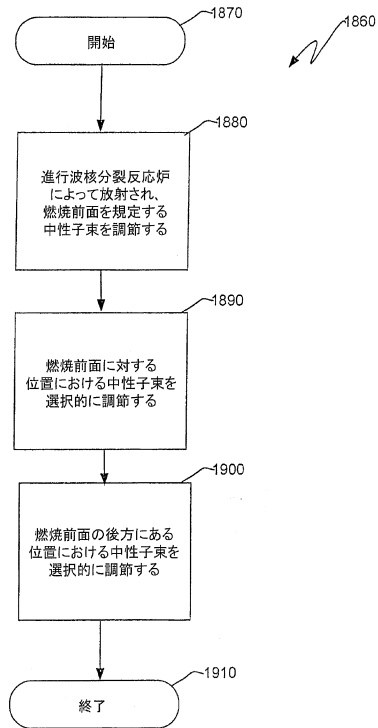 1870
1860
開始
1880
進行波核分裂反応炉
によって放射され、
燃焼前面を規定する
中性子束を調節する
1890
燃焼前面に対する
位置における中性子束を
選択的に調節する
1900
燃焼前面の後方にある
位置における中性子束を
選択的に調節する
1910
終了